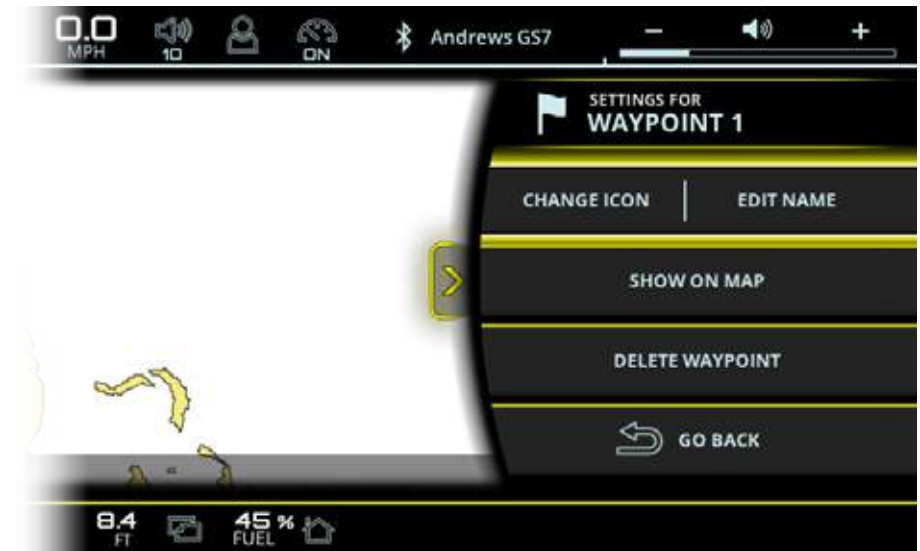 0.0
MPH
10
ON
Andrews GS7
−
+
SETTINGS FOR
WAYPOINT 1
CHANGE ICON
EDIT NAME
SHOW ON MAP
DELETE WAYPOINT
GO BACK
8.4
FT
45 %
FUEL